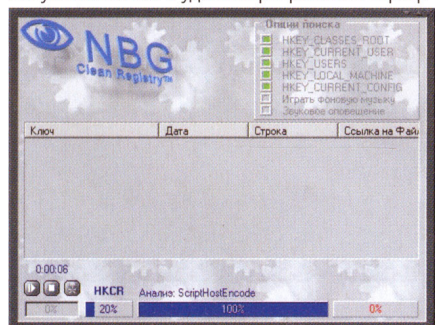 Опции поиска
NBG
Clean Registry™
HKEY_CLASSES_ROOT
HKEY_CURRENT_USER
HKEY_USERS
HKEY_LOCAL_MACHINE
HKEY_CURRENT_CONFIG
Играть фоновую музыку
Звуковое оповещение
Ключ Дата Строка Ссылка на Файл
0:00:06
HKCR Анализ: ScriptHostEncode
0% 20% 100% 0%